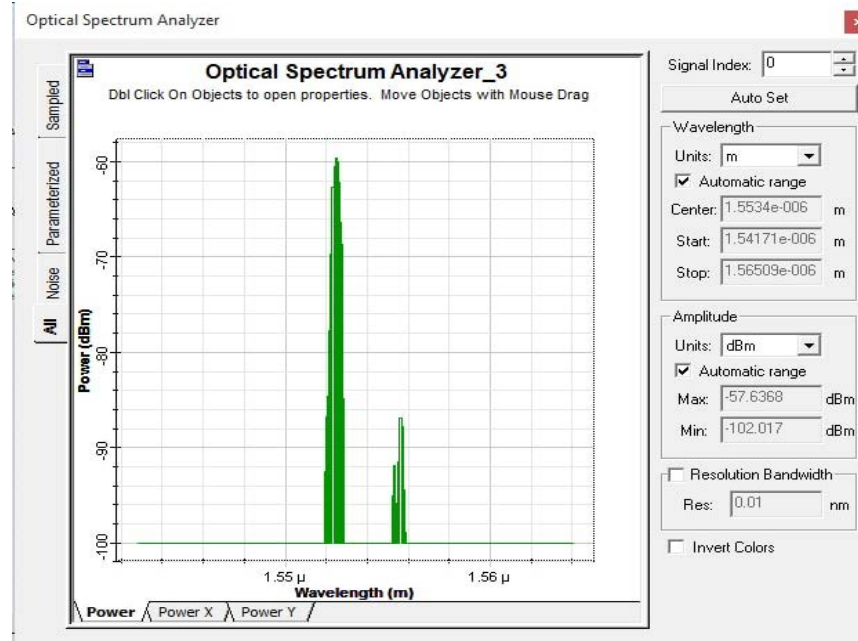 Optical Spectrum Analyzer
Optical Spectrum Analyzer_3
Dbl Click On Objects to open properties. Move Objects with Mouse Drag
Sampled
Parameterized
Noise
All
Power (dBm)
-60
-70
-80
-90
-100
1.55 µ
1.56 µ
Wavelength (m)
Power
Power X
Power Y
Signal Index: 0
Auto Set
Wavelength
Units: m
Automatic range
Center: 1.5534e-006 m
Start: 1.54171e-006 m
Stop: 1.56509e-006 m
Amplitude
Units: dBm
Automatic range
Max: -57.6368 dBm
Min: -102.017 dBm
Resolution Bandwidth
Res: 0.01 nm
Invert Colors